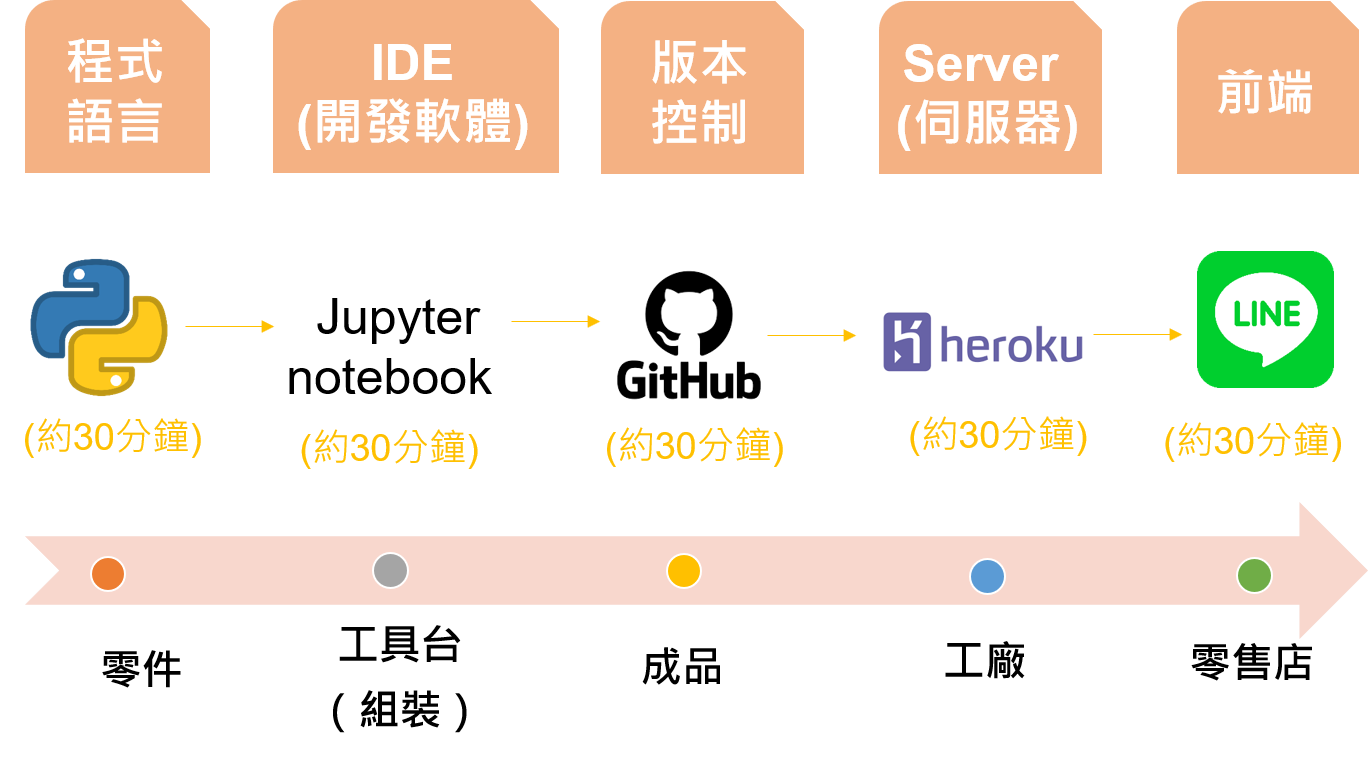 程式
語言
IDE
(開發軟體)
版本
控制
Server
(伺服器)
前端
Jupyter
notebook
GitHub
heroku
LINE
(約30分鐘)
(約30分鐘)
(約30分鐘)
(約30分鐘)
(約30分鐘)
零件
工具台
（組裝）
成品
工廠
零售店